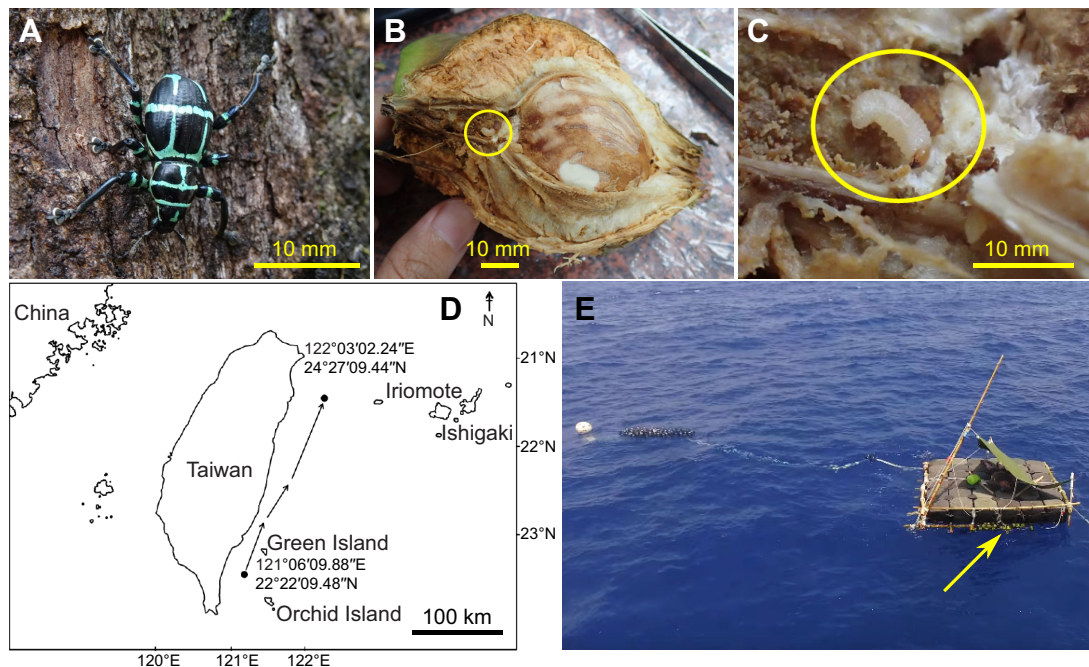 A
10 mm
B
10 mm
C
10 mm
D
N
China
122°03′02.24″E
24°27′09.44″N
Iriomote
Ishigaki
Taiwan
Green Island
121°06′09.88″E
22°22′09.48″N
Orchid Island
100 km
21°N
22°N
23°N
120°E
121°E
122°E
E